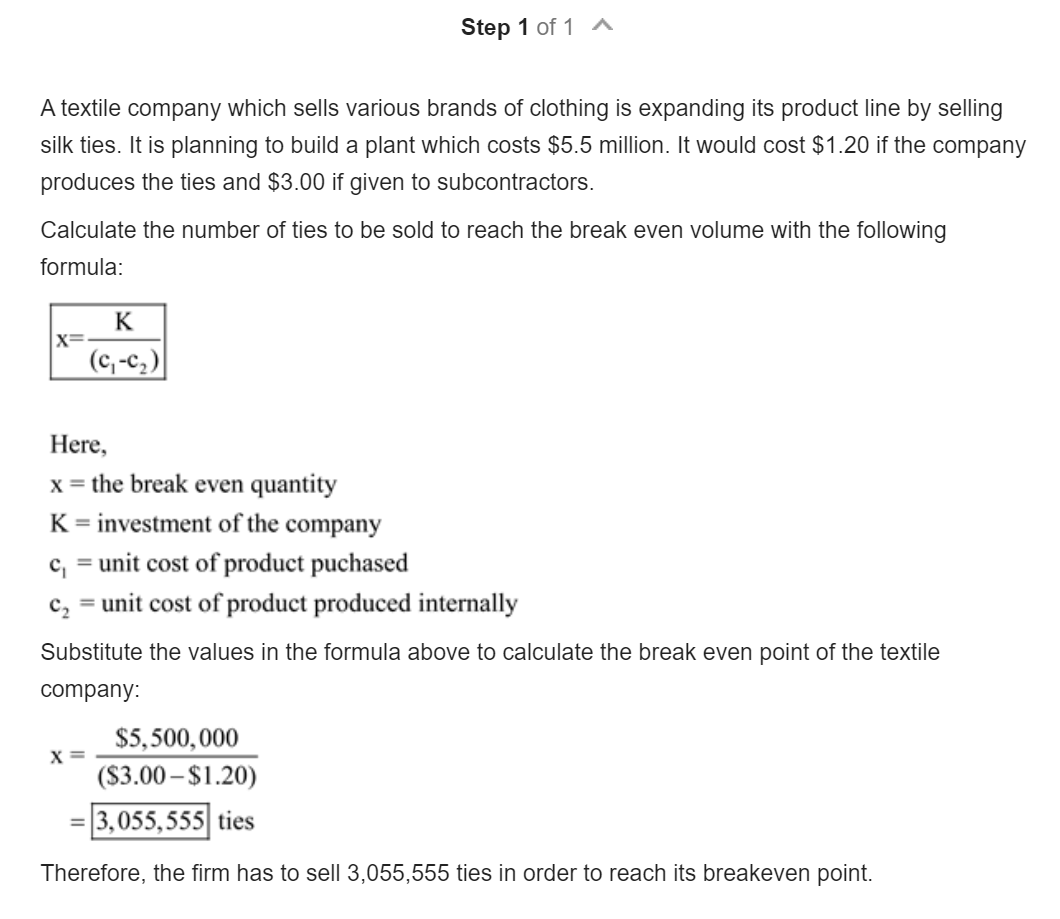 Step 1 of 1
A textile company which sells various brands of clothing is expanding its product line by selling
silk ties. It is planning to build a plant which costs $5.5 million. It would cost $1.20 if the company
produces the ties and $3.00 if given to subcontractors.
Calculate the number of ties to be sold to reach the break even volume with the following
formula:
x= K / (c₁-c₂)
Here,
x = the break even quantity
K = investment of the company
c₁ = unit cost of product puchased
c₂ = unit cost of product produced internally
Substitute the values in the formula above to calculate the break even point of the textile
company:
x = $5,500,000 / ($3.00 – $1.20)
= 3,055,555 ties
Therefore, the firm has to sell 3,055,555 ties in order to reach its breakeven point.